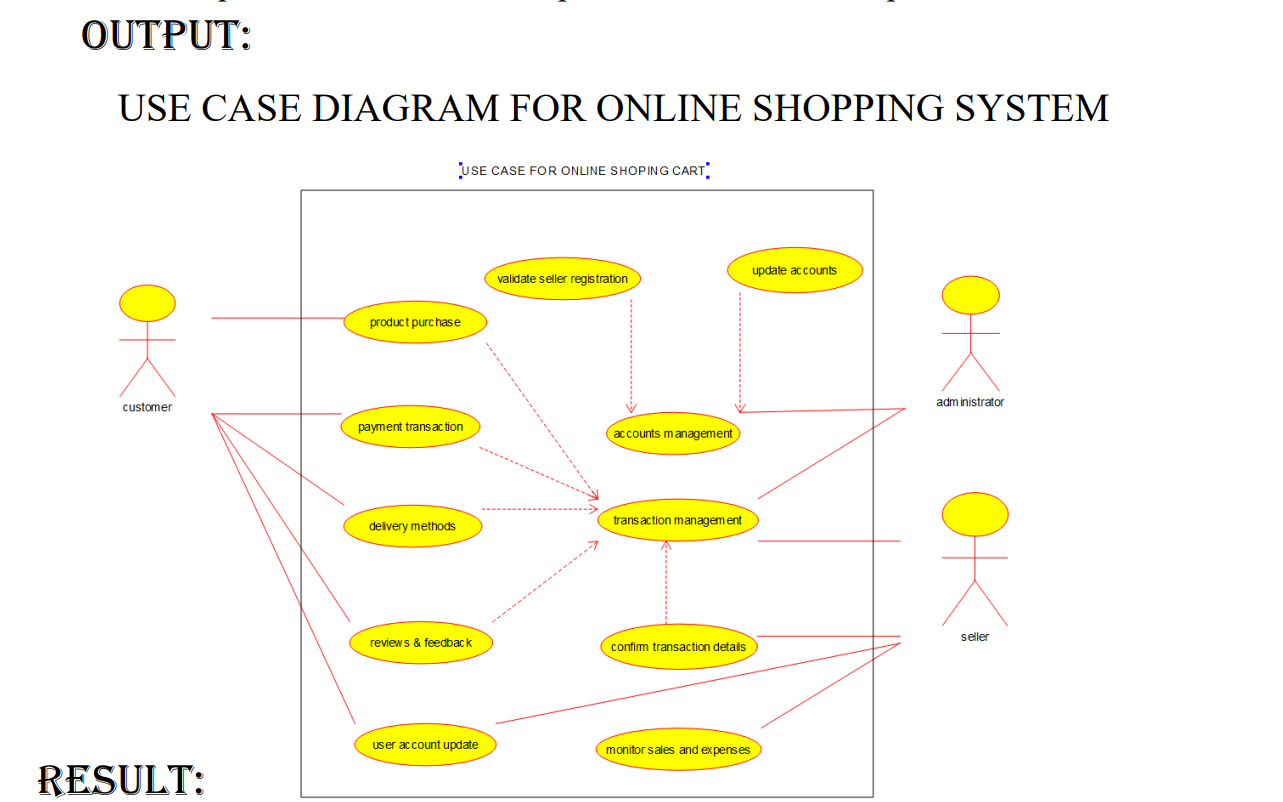 OUTPUT:
USE CASE DIAGRAM FOR ONLINE SHOPPING SYSTEM
USE CASE FOR ONLINE SHOPING CART
validate seller registration
update accounts
product purchase
customer
administrator
payment transaction
accounts management
delivery methods
transaction management
reviews & feedback
confirm transaction details
seller
user account update
monitor sales and expenses
RESULT: